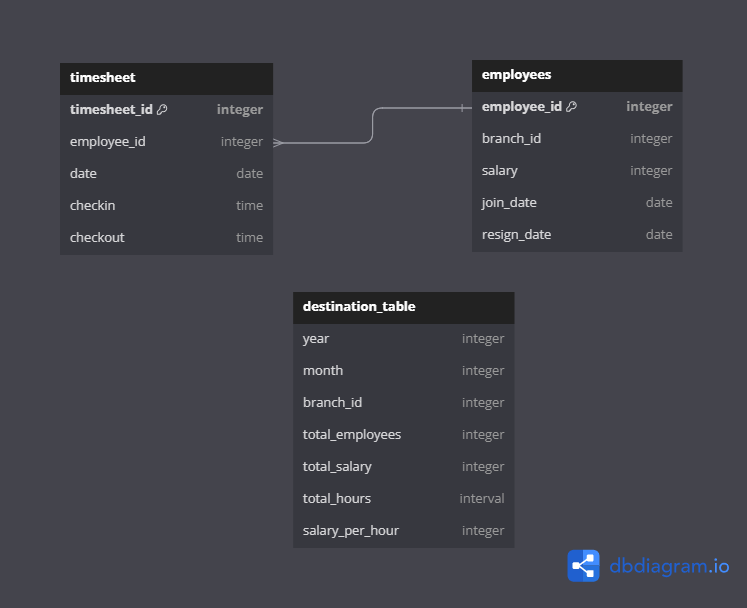 timesheet
timesheet_id integer
employee_id integer
date date
checkin time
checkout time
employees
employee_id integer
branch_id integer
salary integer
join_date date
resign_date date
destination_table
year integer
month integer
branch_id integer
total_employees integer
total_salary integer
total_hours interval
salary_per_hour integer
dbdiagram.io